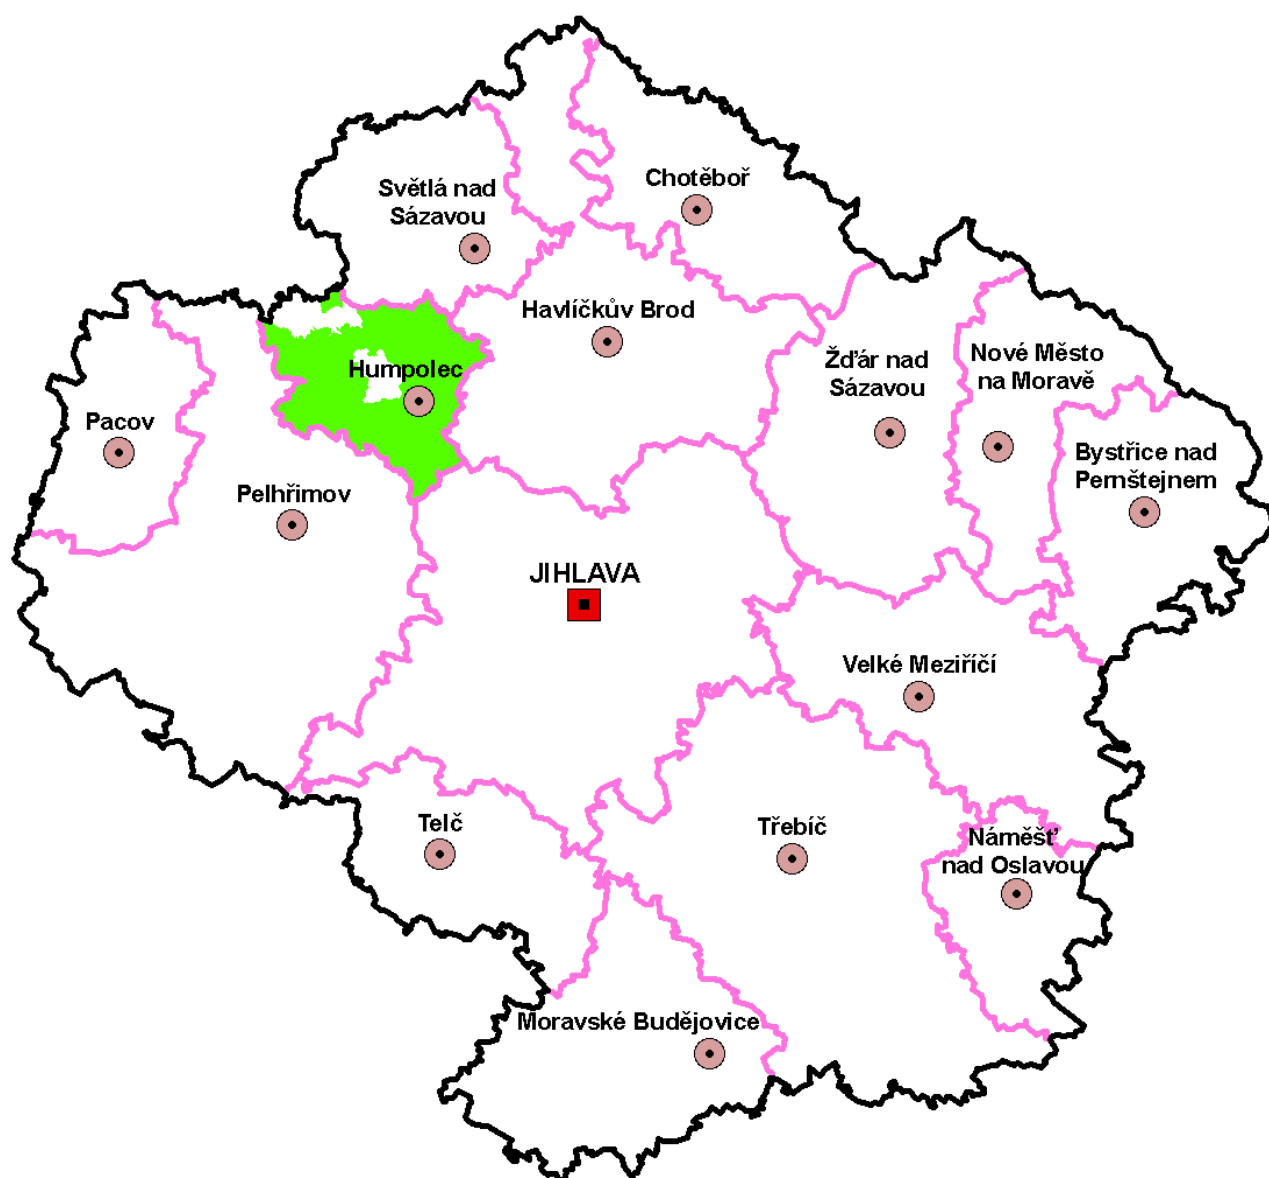 Chotěboř
Světlá nad
Sázavou
Havlíčkův Brod
Žďár nad
Sázavou
Nové Město
na Moravě
Humpolec
Pacov
Bystřice nad
Pernštejnem
Pelhřimov
JIHLAVA
Velké Meziříčí
Telč
Třebíč
Náměšť
nad Oslavou
Moravské Budějovice